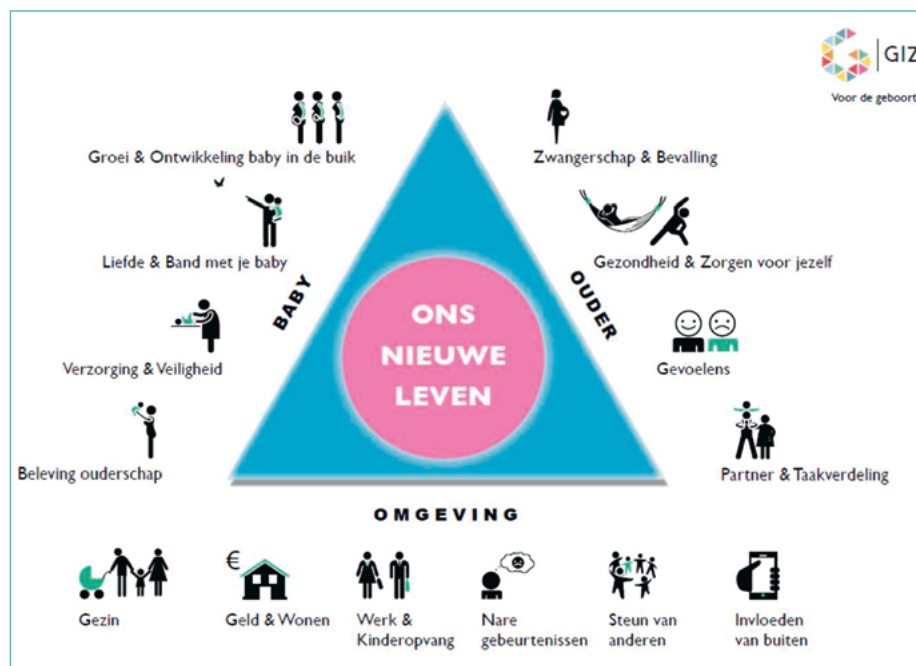 GIZ
Voor de geboort
Groei & Ontwikkeling baby in de buik
Zwangerschap & Bevalling
Liefde & Band met je baby
Gezondheid & Zorgen voor jezelf
BABY
OUDER
ONS
NIEUWE
LEVEN
Verzorging & Veiligheid
Gevoelens
Beleving ouderschap
Partner & Taakverdeling
OMGEVING
€
Gezin
Geld & Wonen
Werk &
Kinderopvang
Nare
gebeurtenissen
Steun van
anderen
Invloeden
van buiten